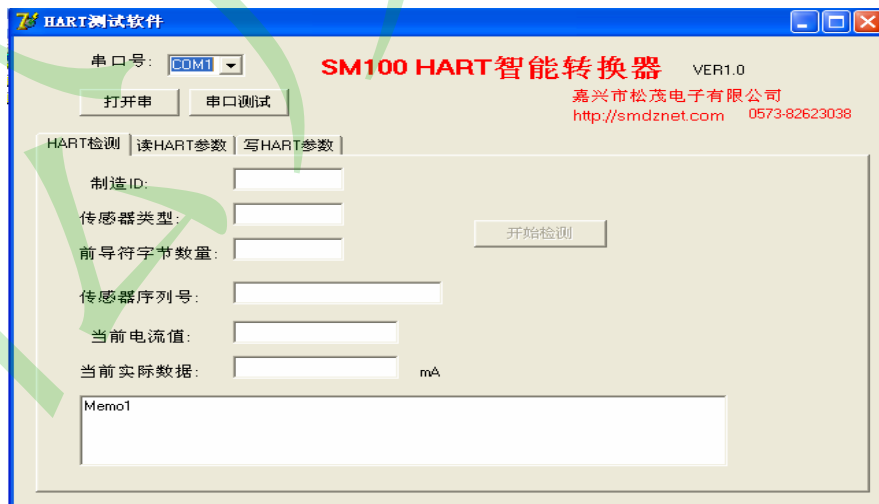 HART测试软件
串口号: COM1
SM100 HART智能转换器 VER1.0
打开串 串口测试
嘉兴市松茂电子有限公司
http://smdznet.com 0573-82623038
HART检测 读HART参数 写HART参数
制造ID:
传感器类型:
开始检测
前导符字节数量:
传感器序列号:
当前电流值:
当前实际数据: mA
Memo1